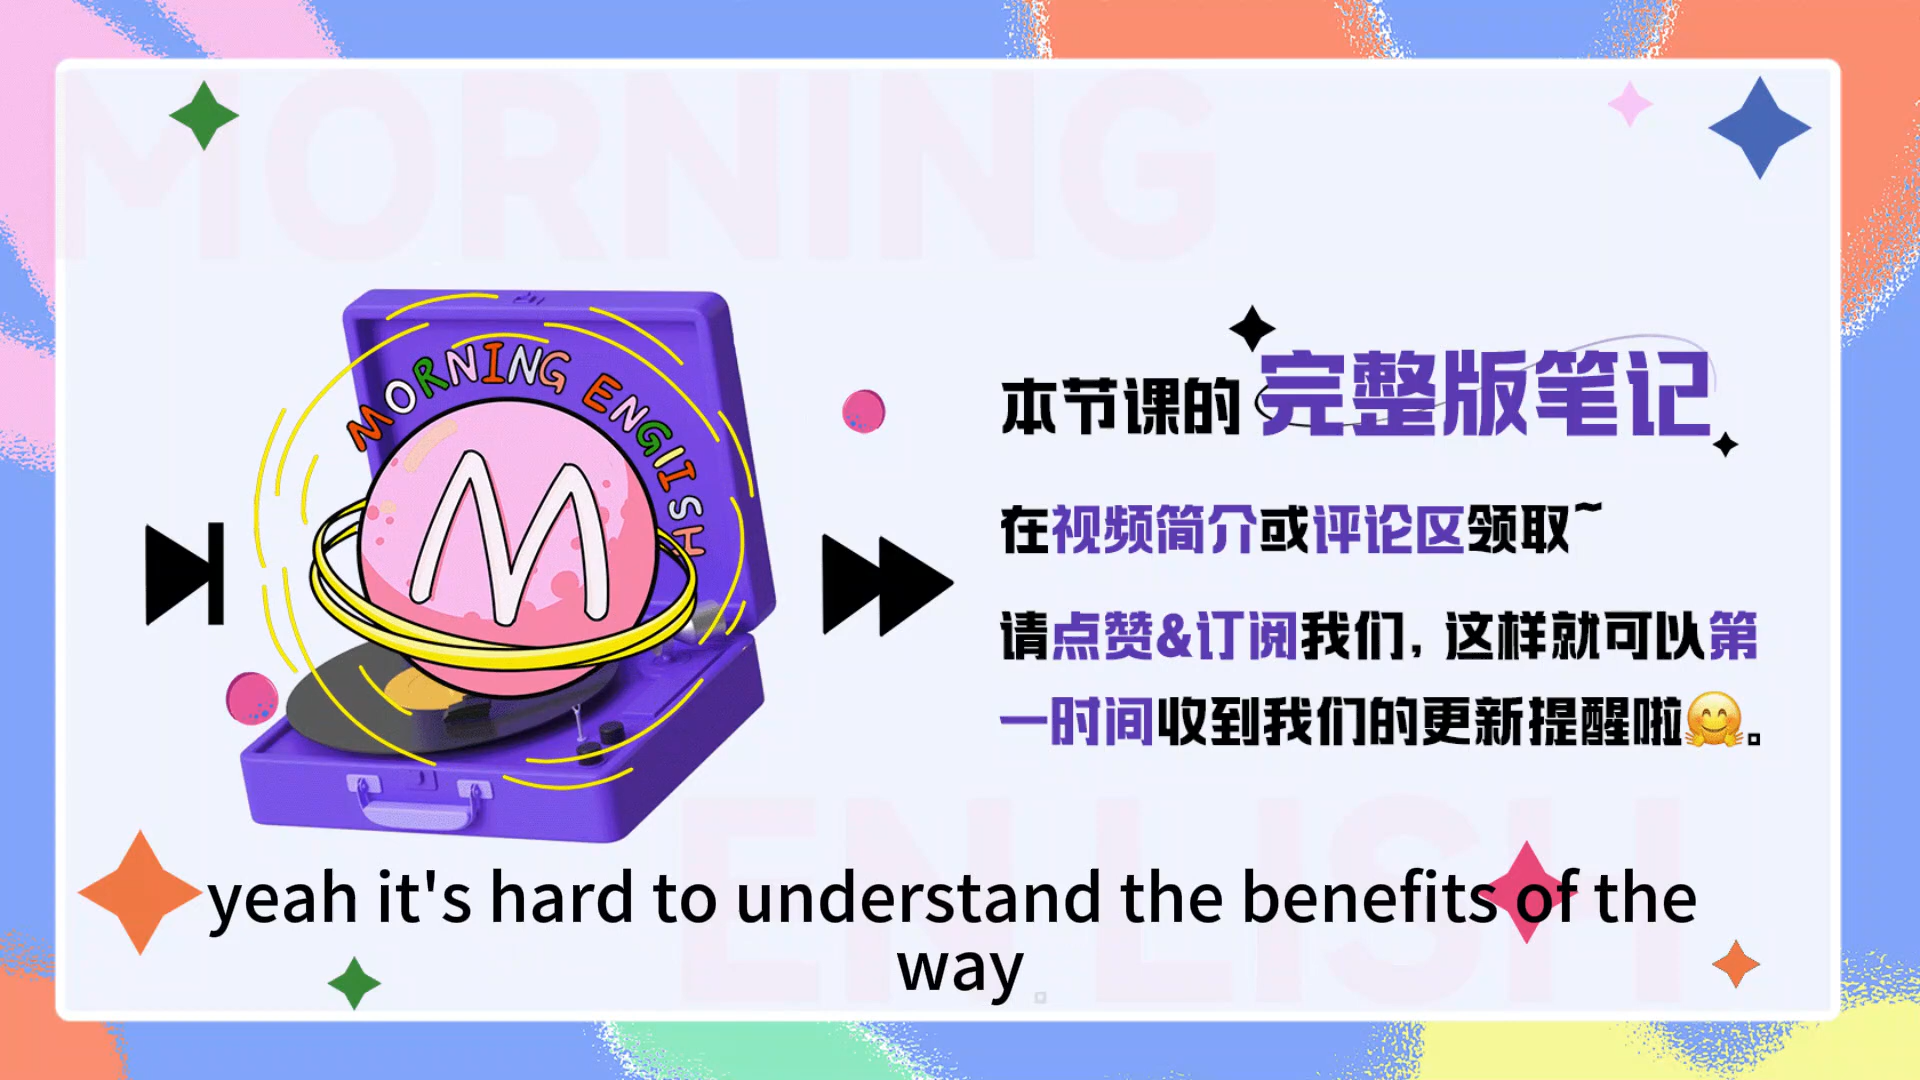 MORNING
MORNING ENGlISH
M
本节课的完整版笔记
在视频简介或评论区领取~
请点赞&订阅我们，这样就可以第
一时间收到我们的更新提醒啦🤗。
EN LISH
yeah it's hard to understand the benefits of the
way